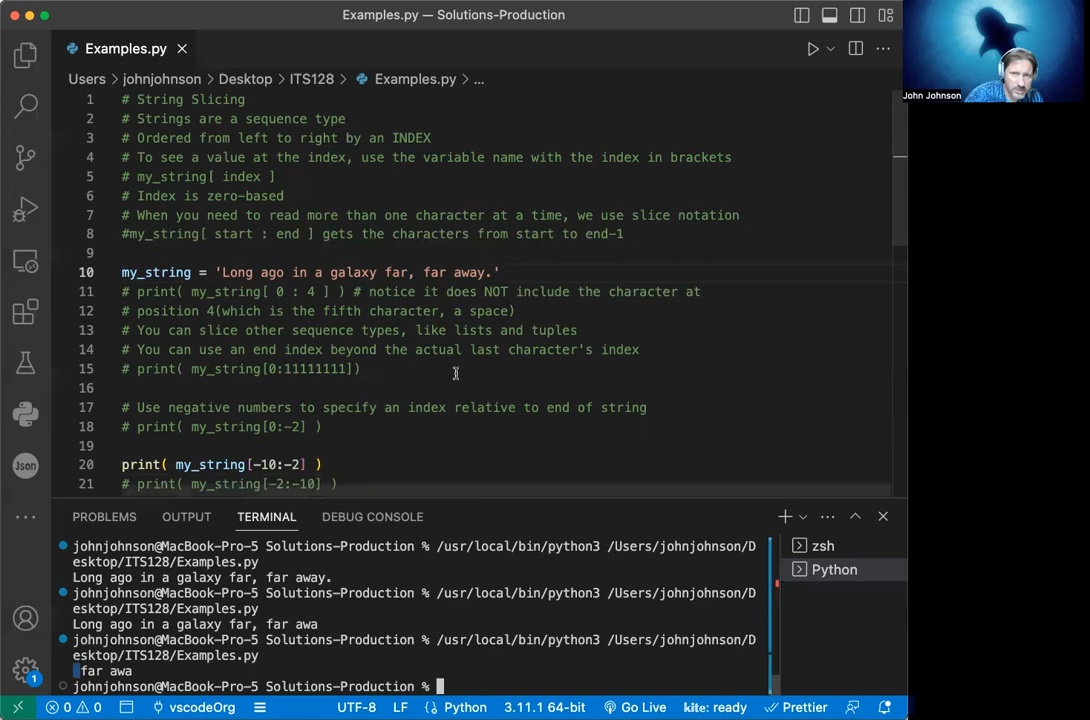 Examples.py — Solutions-Production
Examples.py
Users > johnjohnson > Desktop > ITS128 > Examples.py > ...
1 # String Slicing
2 # Strings are a sequence type
3 # Ordered from left to right by an INDEX
4 # To see a value at the index, use the variable name with the index in brackets
5 # my_string[ index ]
6 # Index is zero-based
7 # When you need to read more than one character at a time, we use slice notation
8 #my_string[ start : end ] gets the characters from start to end-1
9
10 my_string = 'Long ago in a galaxy far, far away.'
11 # print( my_string[ 0 : 4 ] ) # notice it does NOT include the character at
12 # position 4(which is the fifth character, a space)
13 # You can slice other sequence types, like lists and tuples
14 # You can use an end index beyond the actual last character's index
15 # print( my_string[0:11111111])
16
17 # Use negative numbers to specify an index relative to end of string
18 # print( my_string[0:-2] )
19
20 print( my_string[-10:-2] )
21 # print( my_string[-2:-10] )
Json
1
John Johnson
PROBLEMS OUTPUT TERMINAL DEBUG CONSOLE
johnjohnson@MacBook-Pro-5 Solutions-Production % /usr/local/bin/python3 /Users/johnjohnson/D
esktop/ITS128/Examples.py
Long ago in a galaxy far, far away.
johnjohnson@MacBook-Pro-5 Solutions-Production % /usr/local/bin/python3 /Users/johnjohnson/D
esktop/ITS128/Examples.py
Long ago in a galaxy far, far awa
johnjohnson@MacBook-Pro-5 Solutions-Production % /usr/local/bin/python3 /Users/johnjohnson/D
esktop/ITS128/Examples.py
 far awa
johnjohnson@MacBook-Pro-5 Solutions-Production %
zsh
Python
0 0 vscodeOrg UTF-8 LF Python 3.11.1 64-bit Go Live kite: ready Prettier